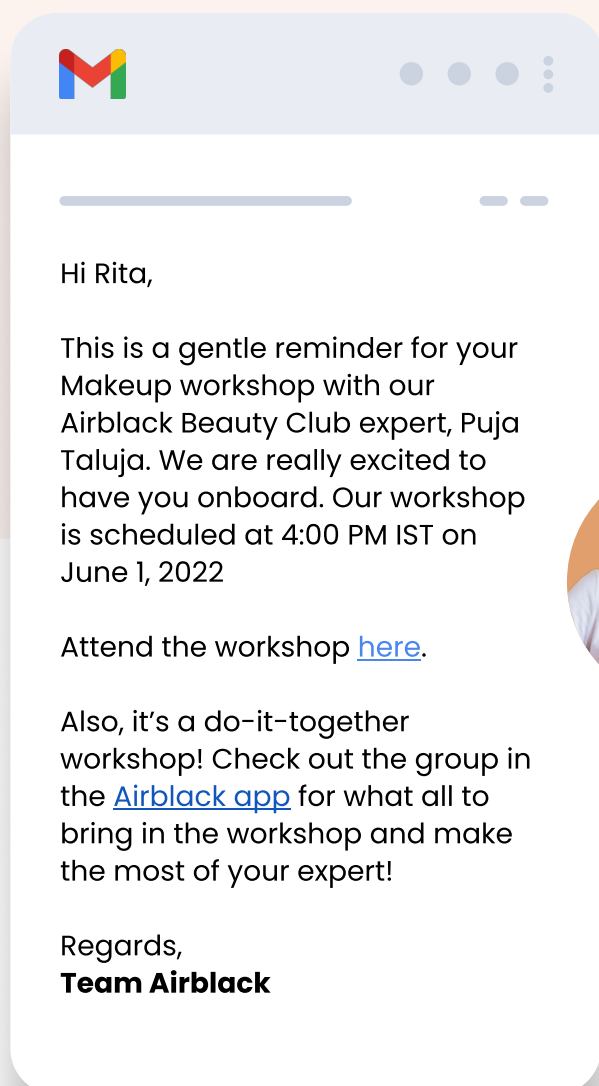 Hi Rita,
This is a gentle reminder for your
Makeup workshop with our
Airblack Beauty Club expert, Puja
Taluja. We are really excited to
have you onboard. Our workshop
is scheduled at 4:00 PM IST on
June 1, 2022
Attend the workshop here.
Also, it’s a do-it-together
workshop! Check out the group in
the Airblack app for what all to
bring in the workshop and make
the most of your expert!
Regards,
Team Airblack